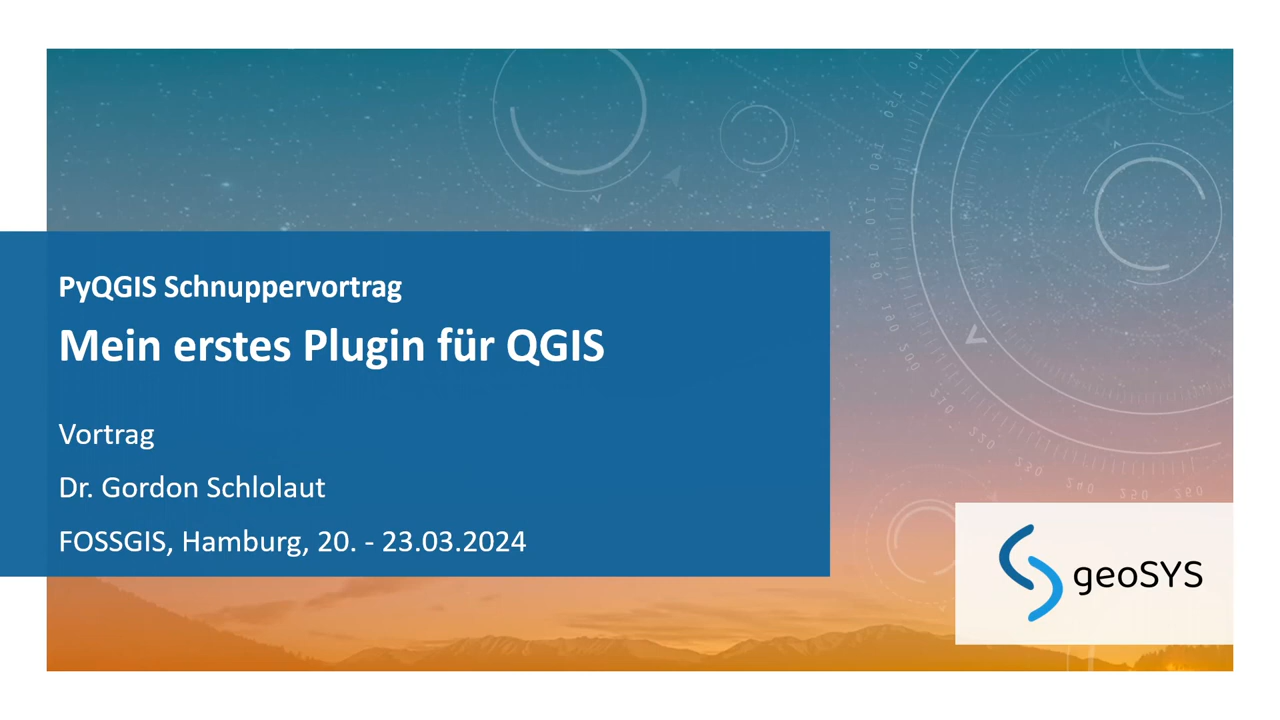 PyQGIS Schnuppervortrag
Mein erstes Plugin für QGIS
Vortrag
Dr. Gordon Schlolaut
FOSSGIS, Hamburg, 20. - 23.03.2024
geoSYS